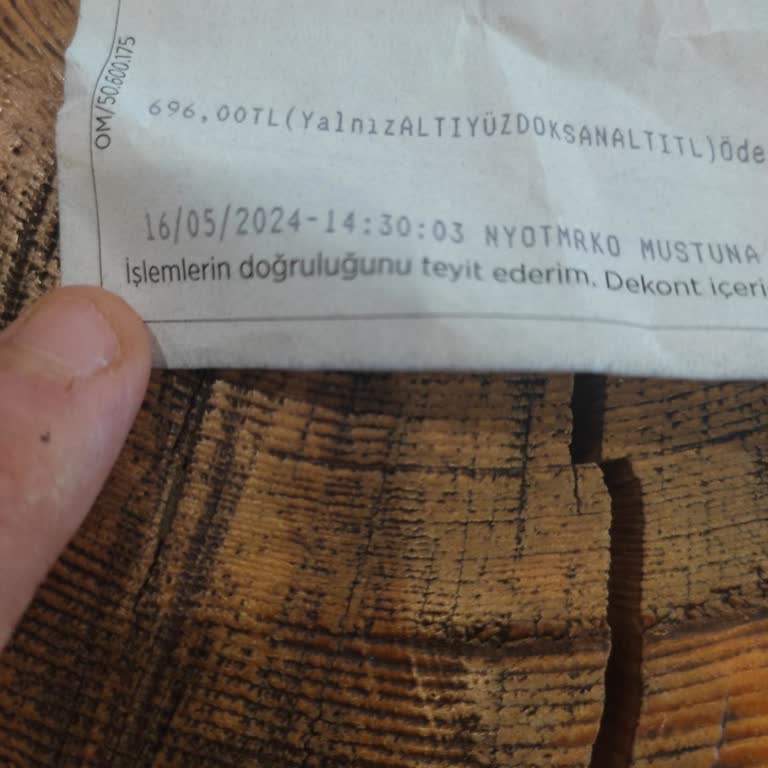 OM/50.600.175
696,00TL(YalnızALTIYÜZDOKSANALTITL)Öde
16/05/2024-14:30:03 NYOTMRKO MUSTUNA
İşlemlerin doğruluğunu teyit ederim. Dekont içeri